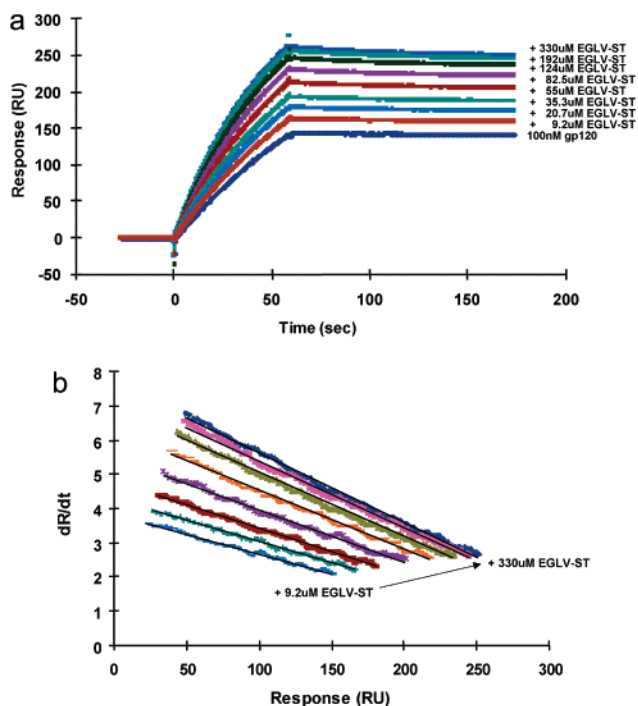 a
300
250
200
150
100
50
0
-50
Response (RU)
+ 330uM EGLV-ST
+ 192uM EGLV-ST
+ 124uM EGLV-ST
+ 82.5uM EGLV-ST
+ 55uM EGLV-ST
+ 35.3uM EGLV-ST
+ 20.7uM EGLV-ST
+ 9.2uM EGLV-ST
100nM gp120
-50 0 50 100 150 200
Time (sec)
b
8
7
6
5
4
3
2
1
0
dR/dt
+ 330uM EGLV-ST
+ 9.2uM EGLV-ST
0 50 100 150 200 250 300
Response (RU)